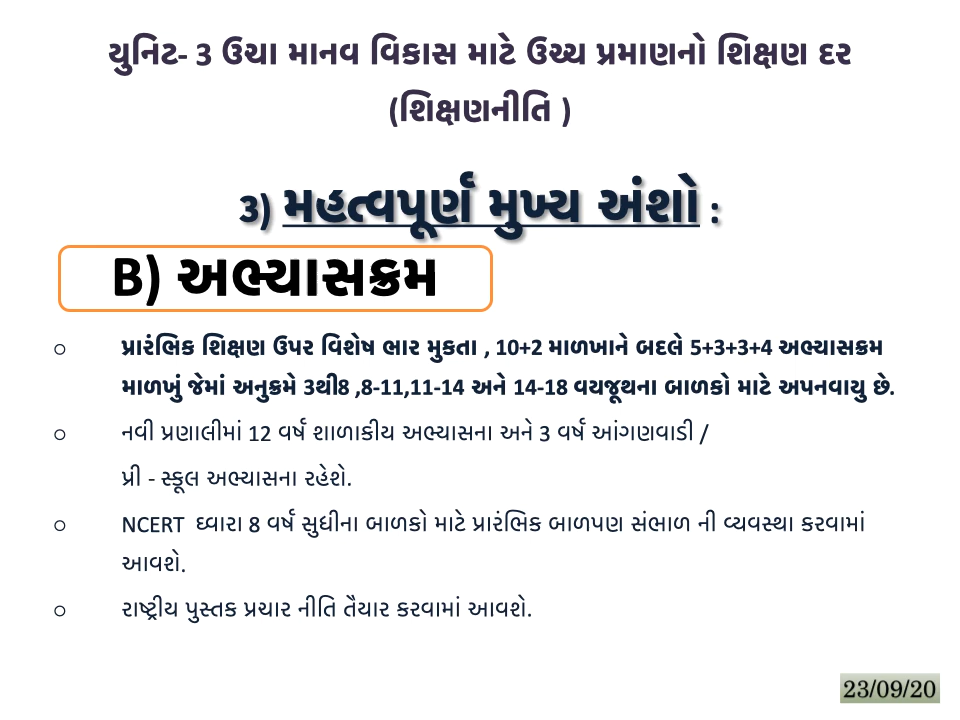 યુનિટ- 3 ઉચા માનવ વિકાસ માટે ઉચ્ચ પ્રમાણનો શિક્ષણ દર
(શિક્ષણનીતિ )
૩) મહત્વપૂર્ણ મુખ્ય અંશો :
B) અભ્યાસક્રમ
○ પ્રારંભિક શિક્ષણ ઉપર વિશેષ ભાર મુકતા , 10+2 માળખાને બદલે 5+3+3+4 અભ્યાસક્રમ
માળખું જેમાં અનુક્રમે 3થી8 ,8-11,11-14 અને 14-18 વયજૂથના બાળકો માટે અપનવાયુ છે.
○ નવી પ્રણાલીમાં 12 વર્ષ શાળાકીય અભ્યાસના અને 3 વર્ષ આંગણવાડી /
પ્રી - સ્કૂલ અભ્યાસના રહેશે.
○ NCERT ઘ્વારા 8 વર્ષ સુધીના બાળકો માટે પ્રારંભિક બાળપણ સંભાળ ની વ્યવસ્થા કરવામાં
આવશે.
○ રાષ્ટ્રીય પુસ્તક પ્રચાર નીતિ તૈયાર કરવામાં આવશે.
23/09/20